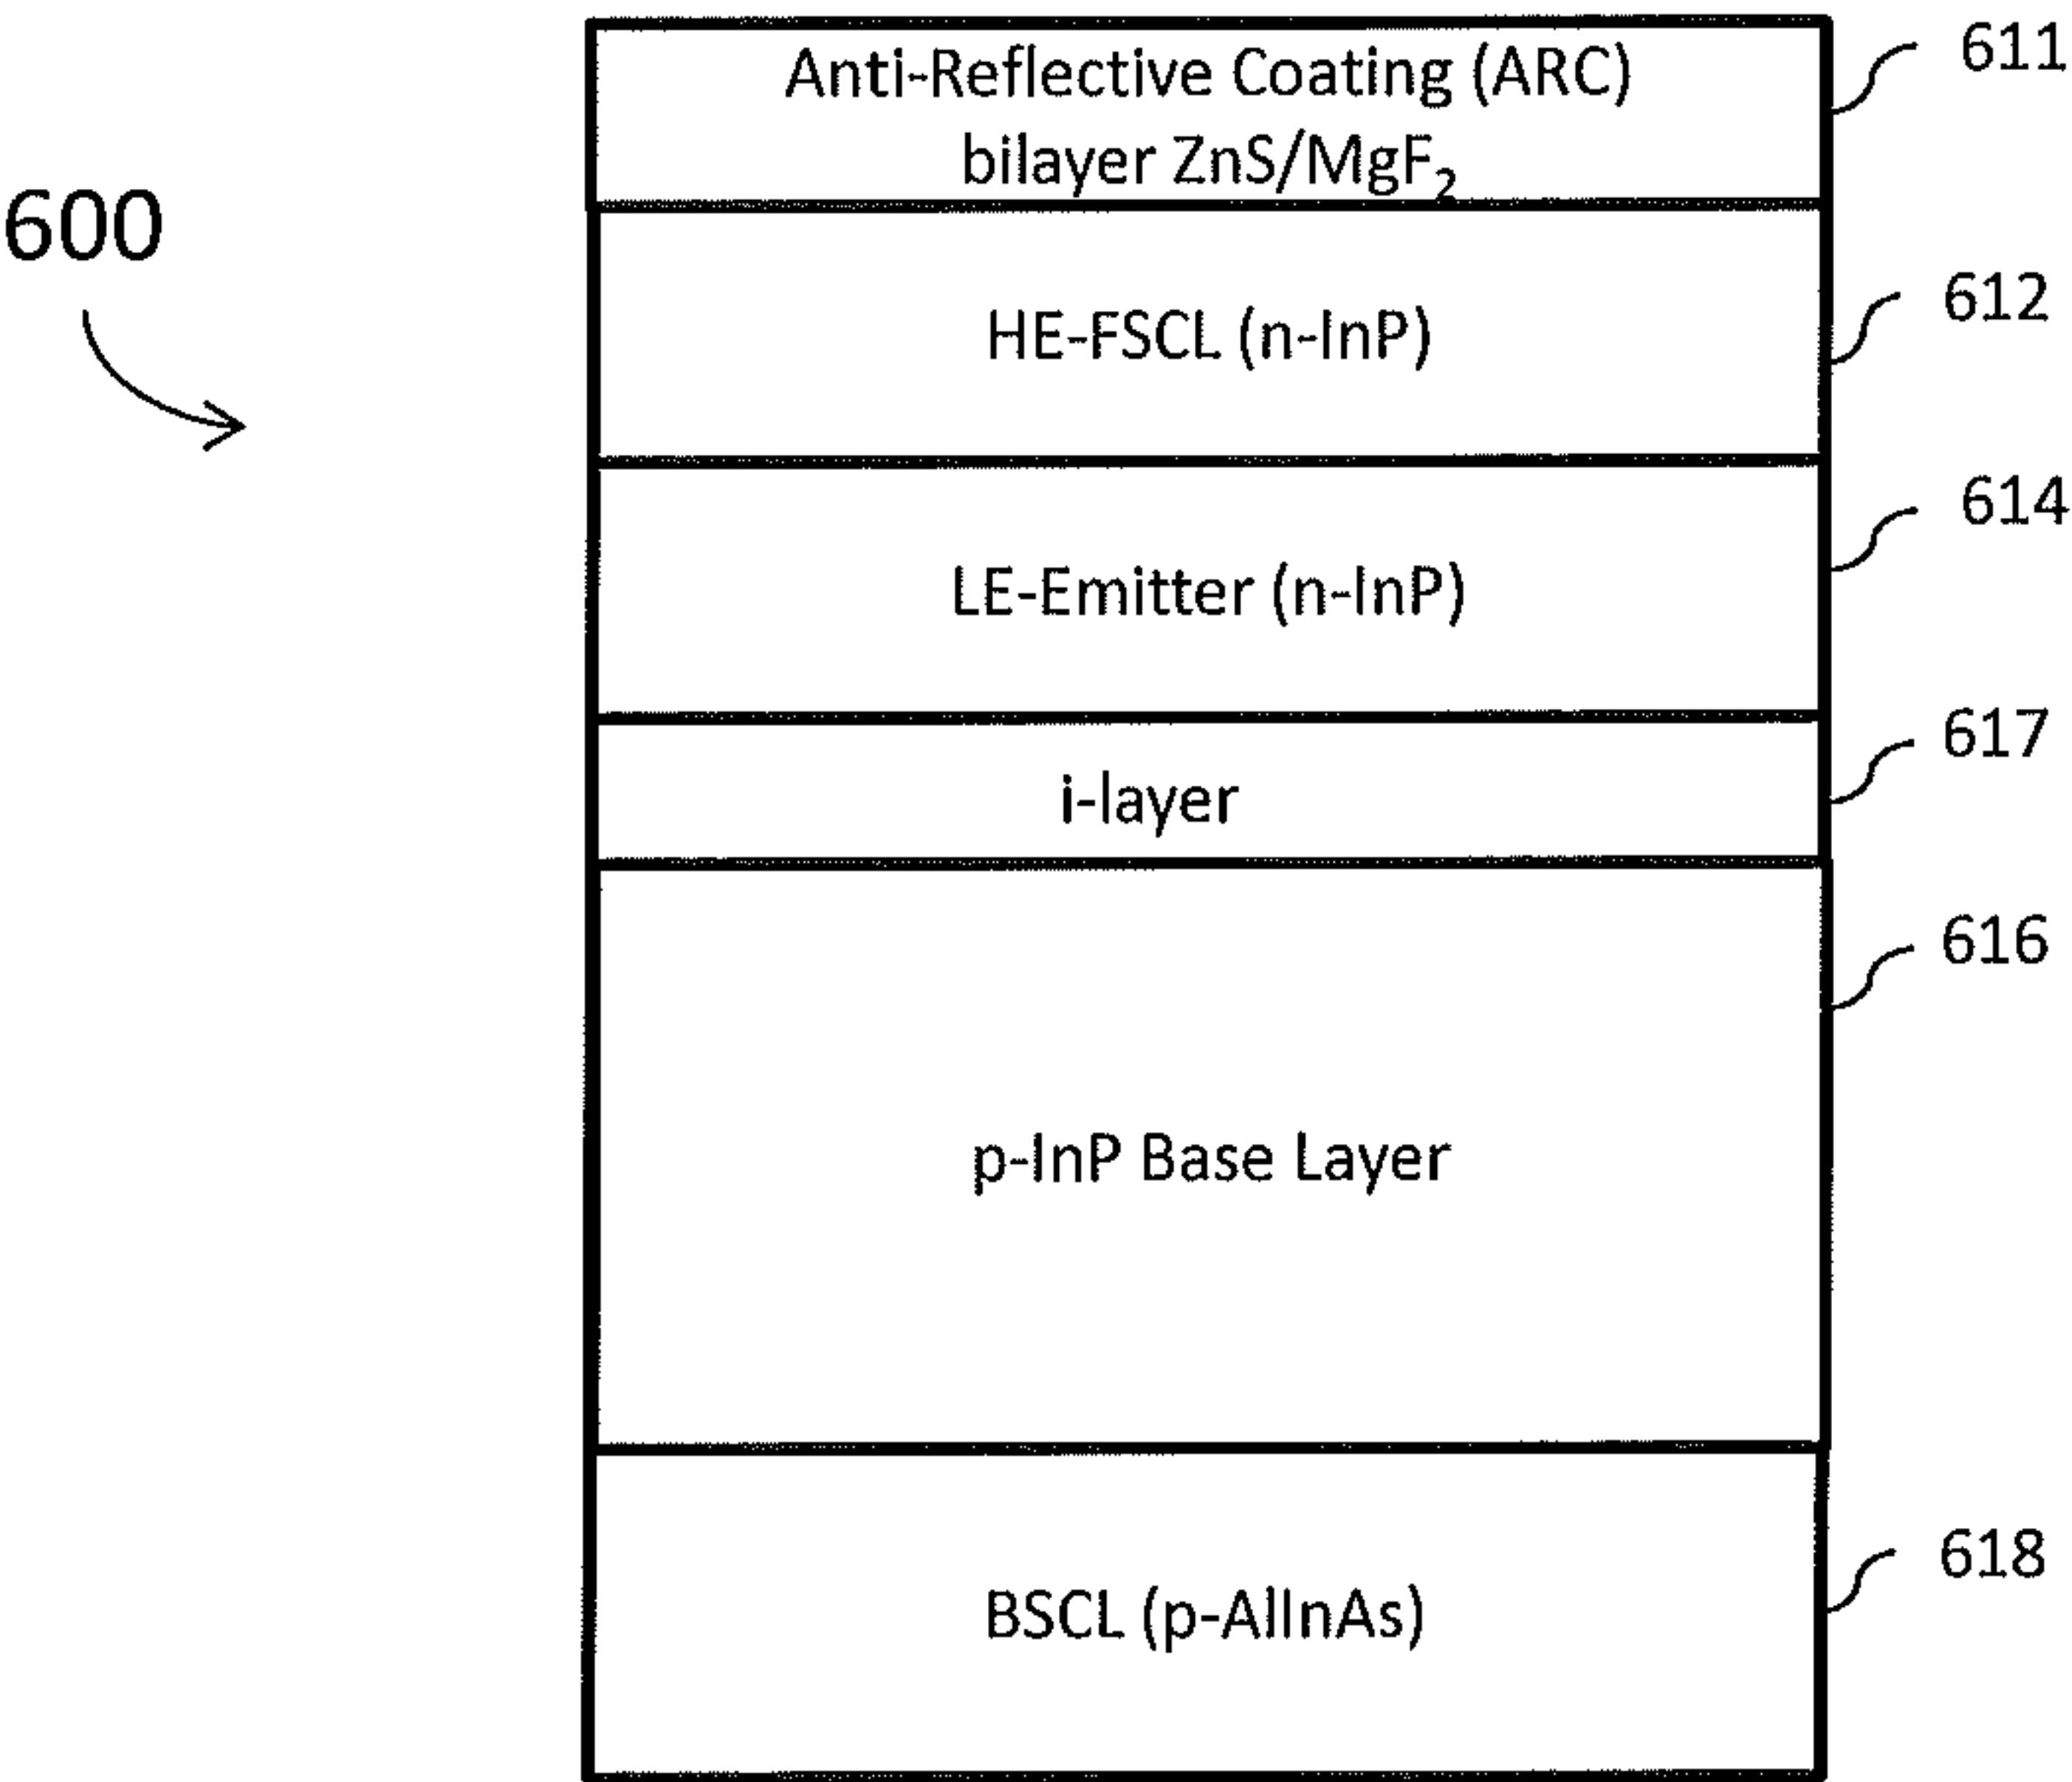 Anti-Reflective Coating (ARC)
bilayer ZnS/MgF₂
611
600
HE-FSCL (n-InP)
612
LE-Emitter (n-InP)
614
i-layer
617
616
p-InP Base Layer
BSCL (p-AlInAs)
618